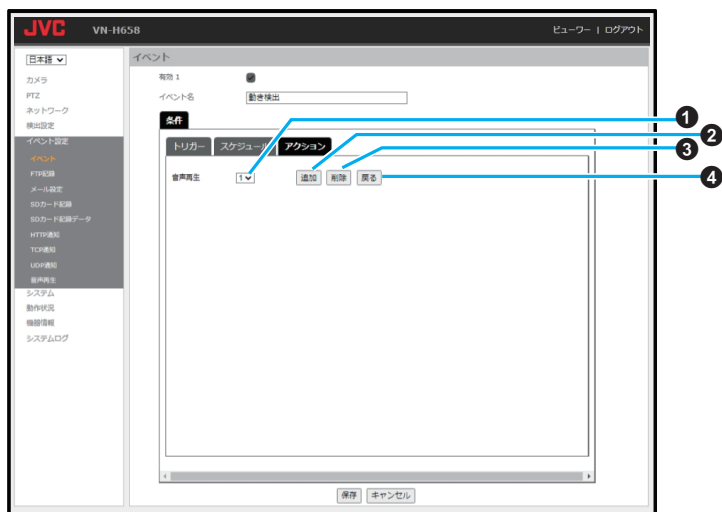 JVC VN-H658 ビューワー | ログアウト
日本語
カメラ
PTZ
ネットワーク
検出設定
イベント設定
イベント
FTP記録
メール設定
SDカード記録
SDカード記録データ
HTTP通知
TCP通知
UDP通知
音声再生
システム
動作状況
機器情報
システムログ
イベント
有効 1
イベント名 動き検出
条件
トリガー スケジュール アクション
音声再生 1 追加 削除 戻る
保存 キャンセル
1
2
3
4